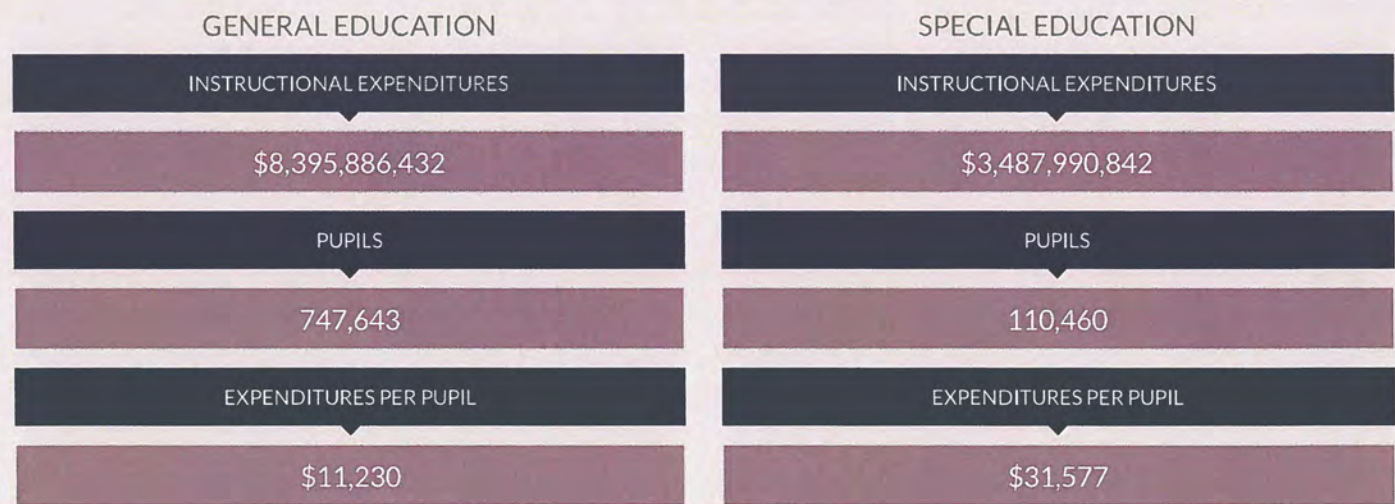 GENERAL EDUCATION
INSTRUCTIONAL EXPENDITURES
$8,395,886,432
PUPILS
747,643
EXPENDITURES PER PUPIL
$11,230
SPECIAL EDUCATION
INSTRUCTIONAL EXPENDITURES
$3,487,990,842
PUPILS
110,460
EXPENDITURES PER PUPIL
$31,577